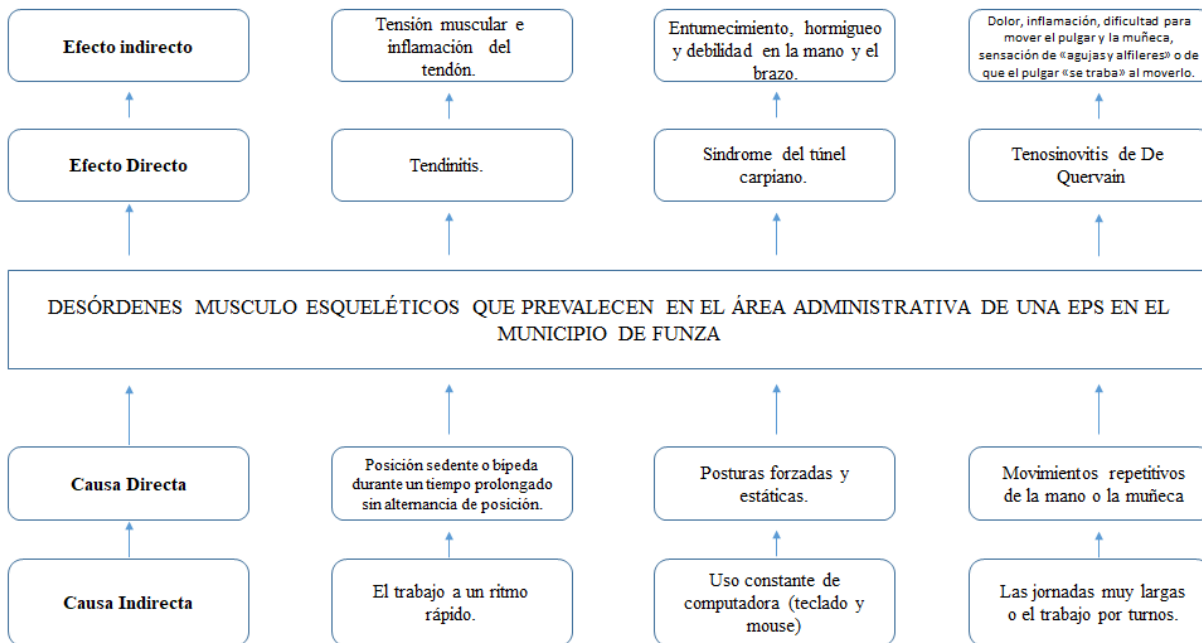 Efecto indirecto
Tensión muscular e
inflamación del
tendón.
Entumecimiento, hormigueo
y debilidad en la mano y el
brazo.
Dolor, inflamación, dificultad para
mover el pulgar y la muñeca,
sensación de «agujas y alfileres» o de
que el pulgar «se traba» al moverlo.
Efecto Directo
Tendinitis.
Síndrome del túnel
carpiano.
Tenosinovitis de De
Quervain
DESÓRDENES MUSCULO ESQUELÉTICOS QUE PREVALECEN EN EL ÁREA ADMINISTRATIVA DE UNA EPS EN EL
MUNICIPIO DE FUNZA
Causa Directa
Posición sedente o bípeda
durante un tiempo prolongado
sin alternancia de posición.
Posturas forzadas y
estáticas.
Movimientos repetitivos
de la mano o la muñeca
Causa Indirecta
El trabajo a un ritmo
rápido.
Uso constante de
computadora (teclado y
mouse)
Las jornadas muy largas
o el trabajo por turnos.